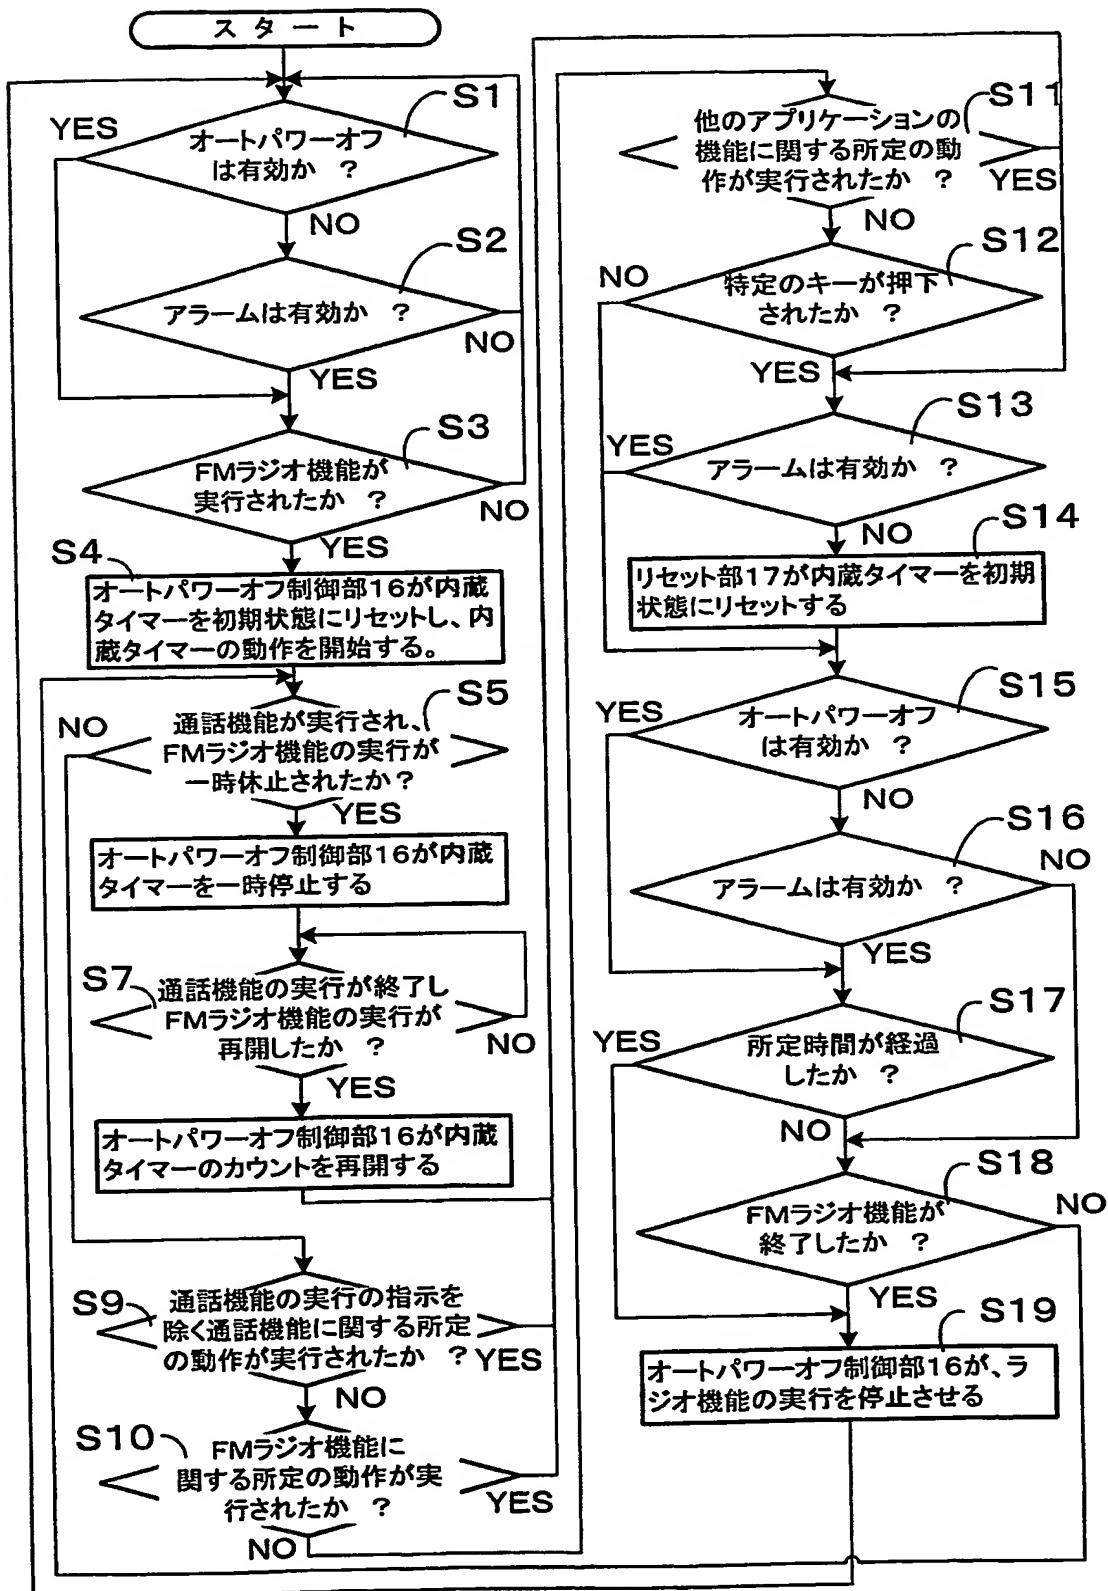 スタート
S1
YES
オートパワーオフ
は有効か ?
NO
S2
アラームは有効か ?
NO
YES
S3
FMラジオ機能が
実行されたか ?
NO
YES
S4
オートパワーオフ制御部16が内蔵
タイマーを初期状態にリセットし、内
蔵タイマーの動作を開始する。
S5
NO
通話機能が実行され、
FMラジオ機能の実行が
一時休止されたか?
YES
オートパワーオフ制御部16が内蔵
タイマーを一時停止する
S7
通話機能の実行が終了し
FMラジオ機能の実行が
再開したか ?
NO
YES
オートパワーオフ制御部16が内蔵
タイマーのカウントを再開する
S9
通話機能の実行の指示を
除く通話機能に関する所定
の動作が実行されたか ?
YES
NO
S10
FMラジオ機能に
関する所定の動作が実
行されたか ?
YES
NO
S11
他のアプリケーションの
機能に関する所定の動
作が実行されたか ?
YES
NO
S12
NO
特定のキーが押下
されたか ?
YES
S13
YES
アラームは有効か ?
NO
S14
リセット部17が内蔵タイマーを初期
状態にリセットする
S15
YES
オートパワーオフ
は有効か ?
NO
S16
NO
アラームは有効か ?
YES
S17
YES
所定時間が経過
したか ?
NO
S18
NO
FMラジオ機能が
終了したか ?
YES
S19
オートパワーオフ制御部16が、ラ
ジオ機能の実行を停止させる